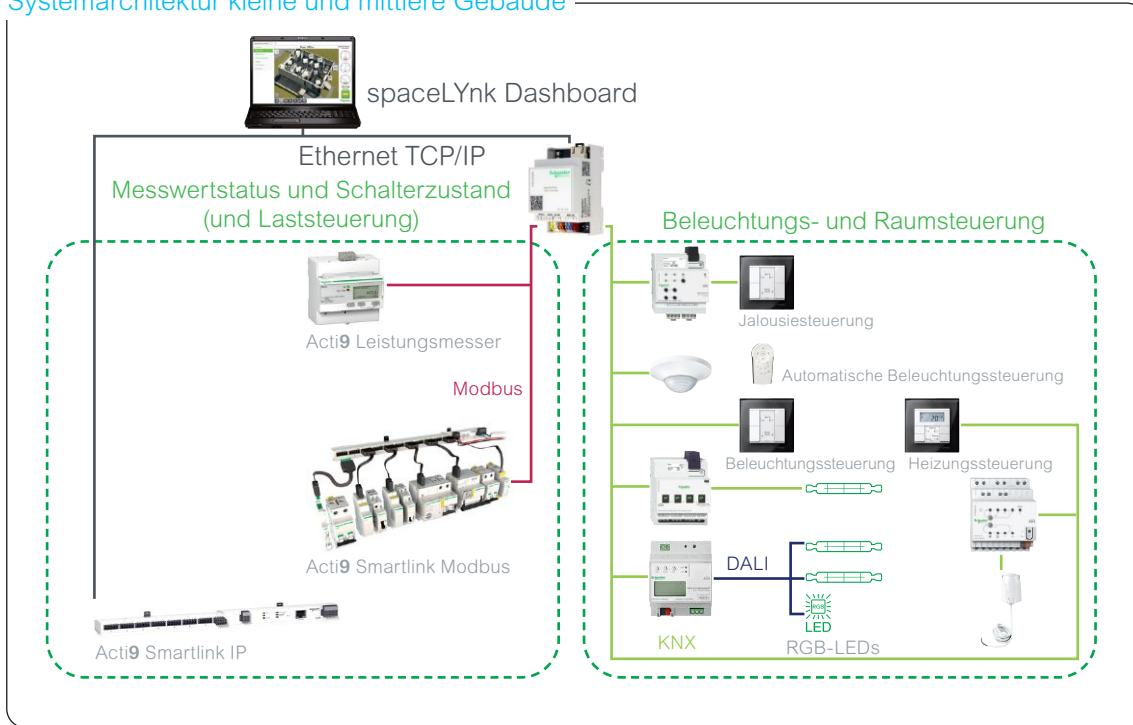 Systemarchitektur kleine und mittlere Gebäude
spaceLYnk Dashboard
Ethernet TCP/IP
Messwertstatus und Schalterzustand
(und Laststeuerung)
Beleuchtungs- und Raumsteuerung
Jalousiesteuerung
Acti9 Leistungsmesser
Automatische Beleuchtungssteuerung
Modbus
Beleuchtungssteuerung
Heizungssteuerung
Acti9 Smartlink Modbus
DALI
RGB
LED
KNX
RGB-LEDs
Acti9 Smartlink IP